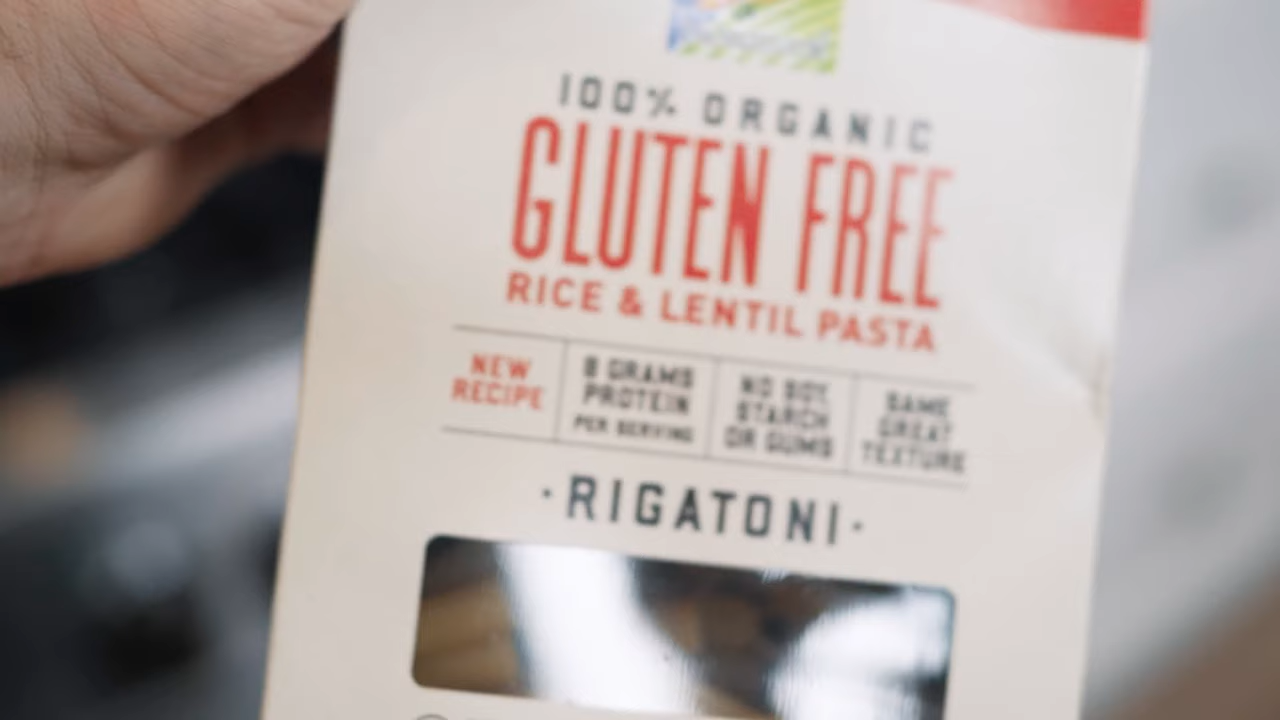 100% ORGANIC
GLUTEN FREE
RICE & LENTIL PASTA
NEW
RECIPE
8 GRAMS
PROTEIN
PER SERVING
NO SOY,
STARCH
OR GUMS
SAME
GREAT
TEXTURE
·RIGATONI·